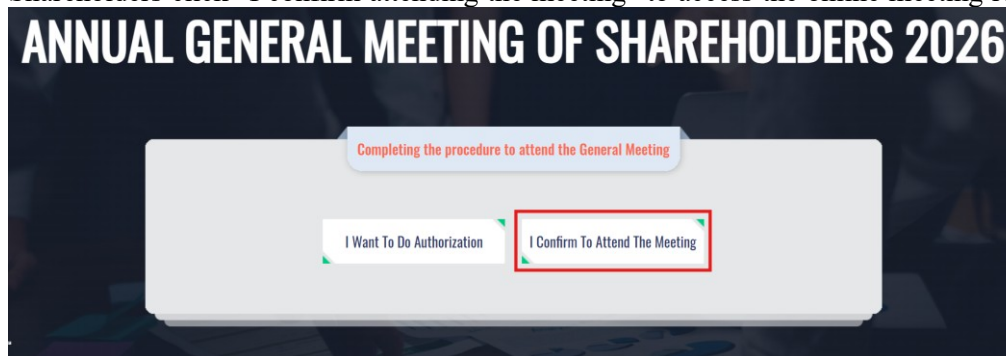 ANNUAL GENERAL MEETING OF SHAREHOLDERS 2026
Completing the procedure to attend the General Meeting
I Want To Do Authorization
I Confirm To Attend The Meeting